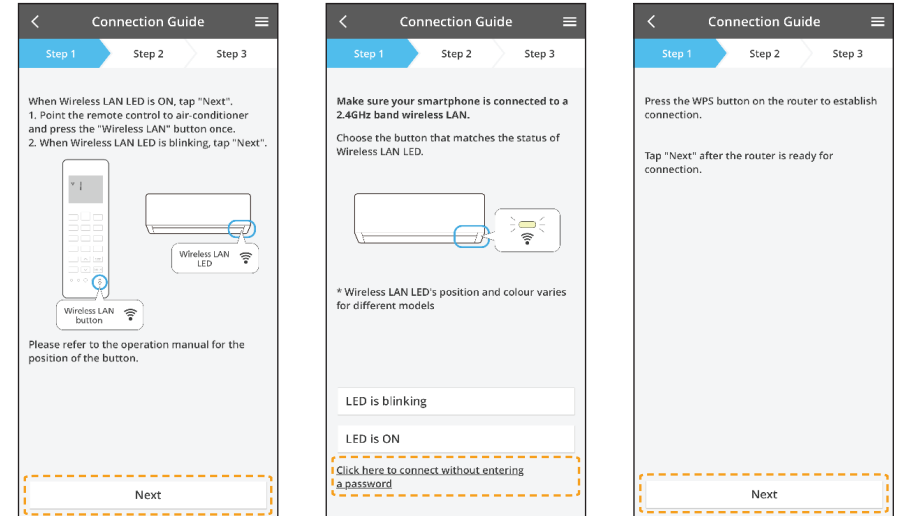 Connection Guide
Step 1
Step 2
Step 3
When Wireless LAN LED is ON, tap "Next".
1. Point the remote control to air-conditioner
and press the "Wireless LAN" button once.
2. When Wireless LAN LED is blinking, tap "Next".
Wireless LAN
LED
Wireless LAN
button
Please refer to the operation manual for the
position of the button.
Next
Connection Guide
Step 1
Step 2
Step 3
Make sure your smartphone is connected to a
2.4GHz band wireless LAN.
Choose the button that matches the status of
Wireless LAN LED.
* Wireless LAN LED's position and colour varies
for different models
LED is blinking
LED is ON
Click here to connect without entering
a password
Connection Guide
Step 1
Step 2
Step 3
Press the WPS button on the router to establish
connection.
Tap "Next" after the router is ready for
connection.
Next